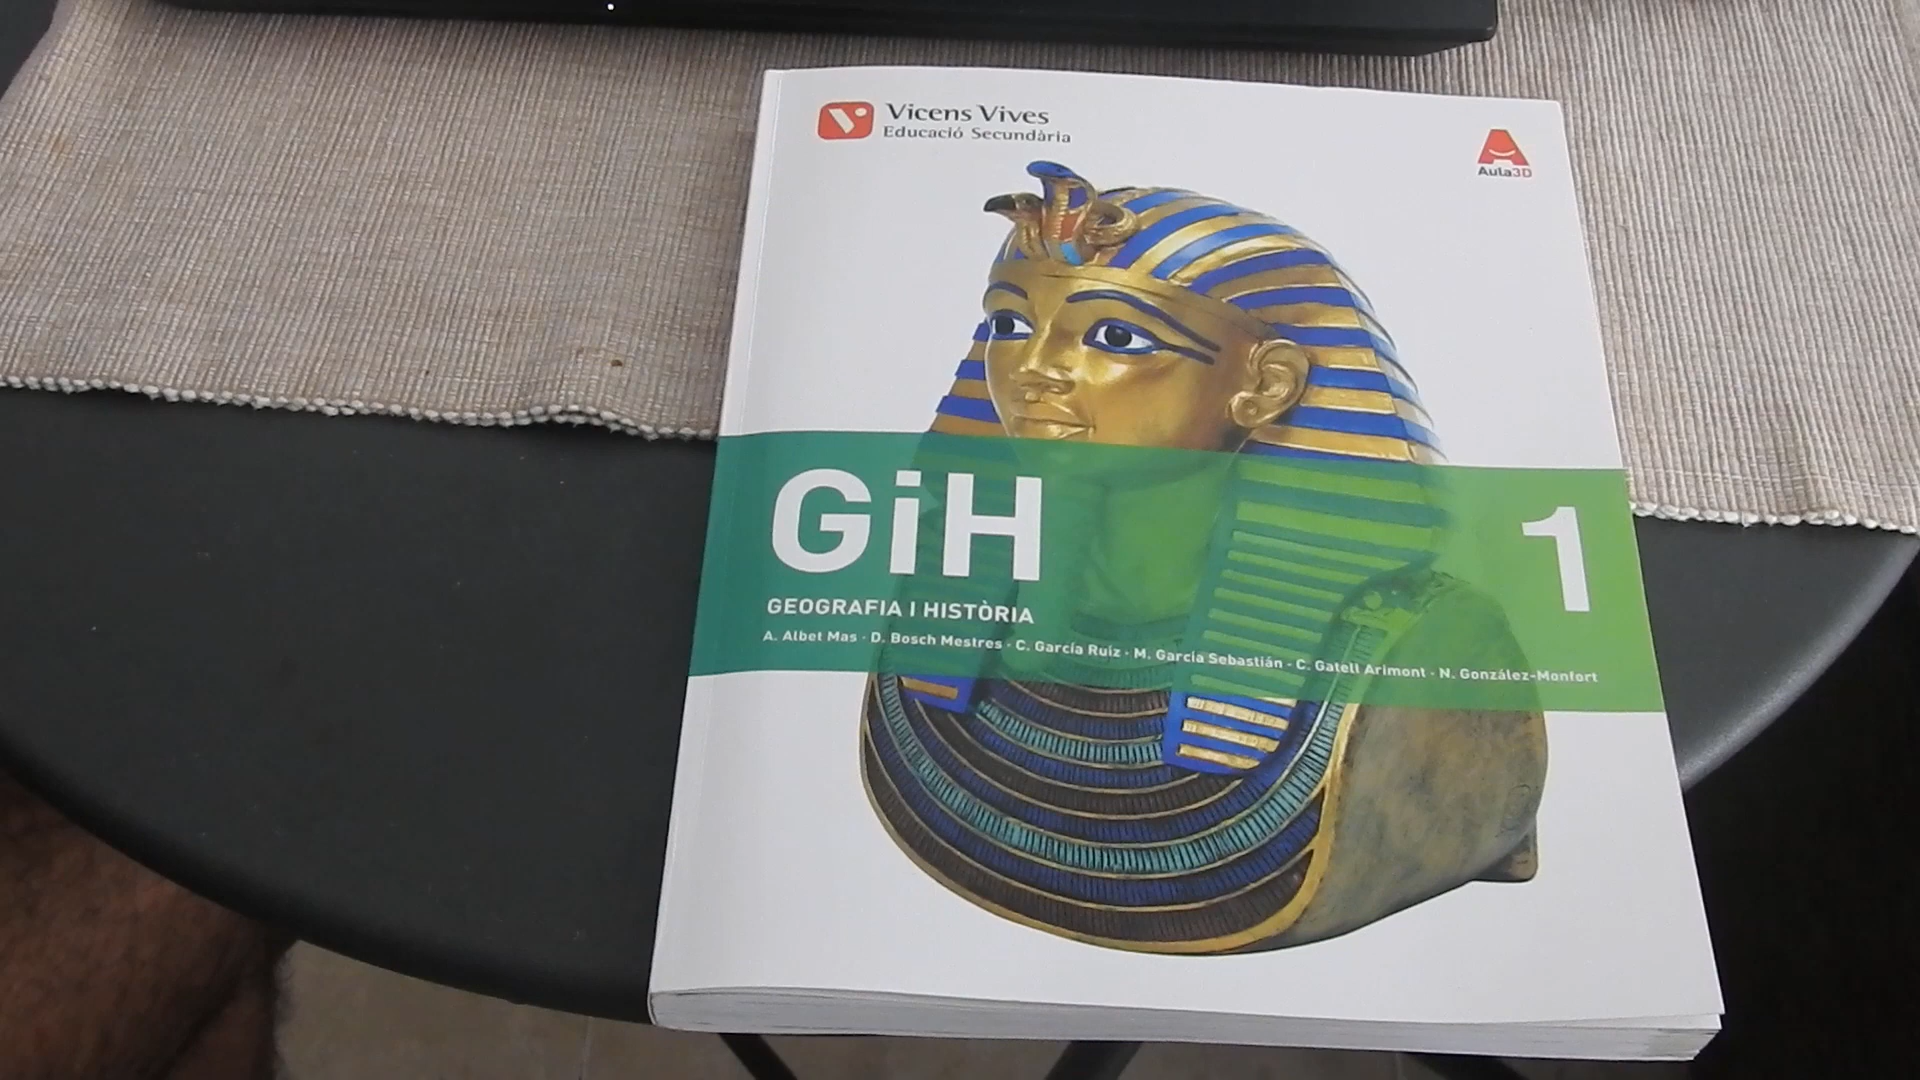 Vicens Vives
Educació Secundària
Aula3D
GiH
1
GEOGRAFIA I HISTÒRIA
A. Albet Mas · D. Bosch Mestres · C. García Ruiz · M. García Sebastián · C. Gatell Arimont · N. González-Monfort